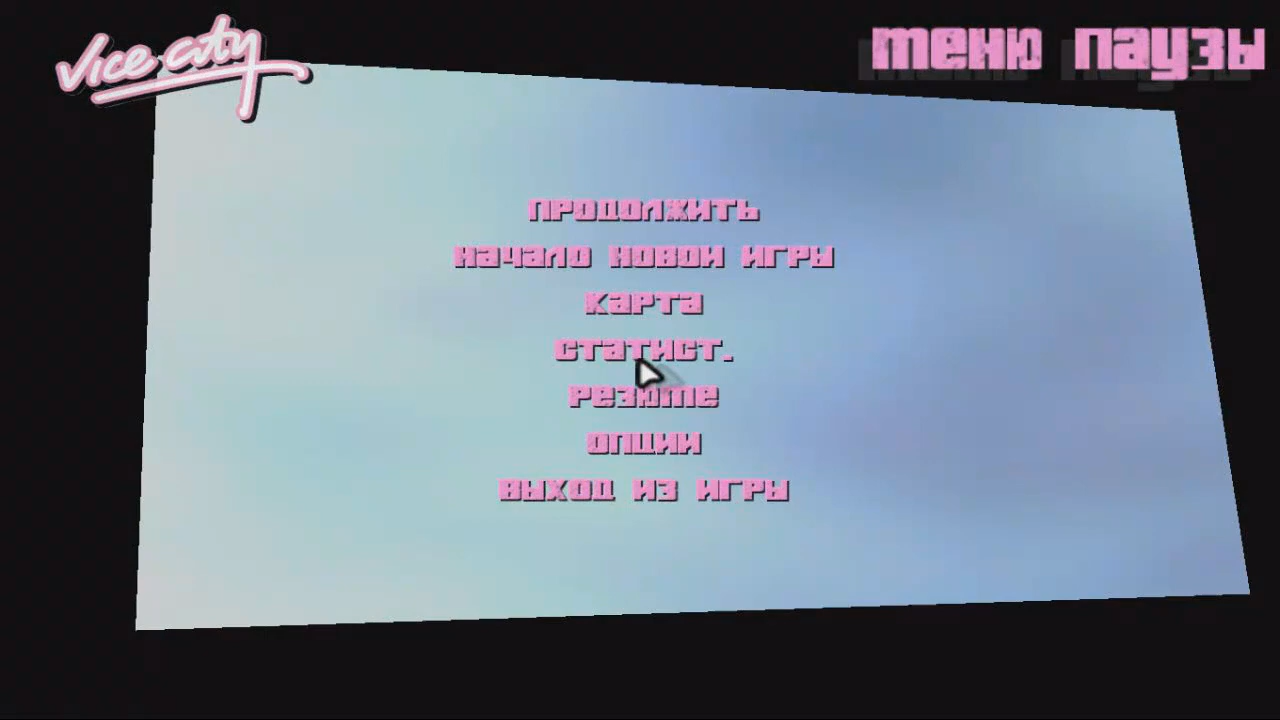 vice city
меню паузы
продолжить
начало новой игры
карта
статист.
резюме
опции
выход из игры